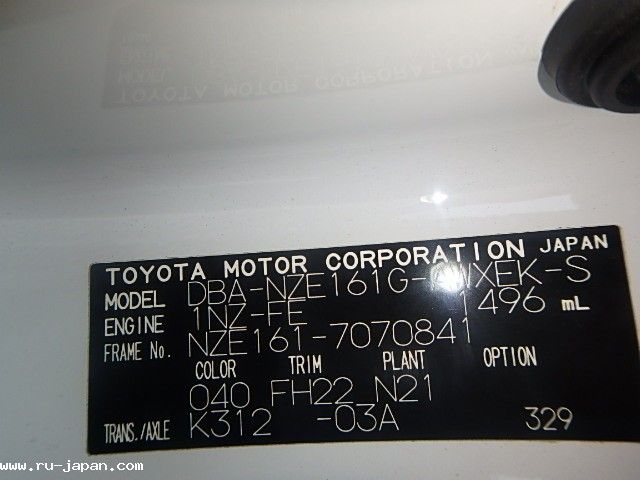 TOYOTA MOTOR CORPORATION JAPAN
MODEL DBA-NZE161G- WXEK-S
ENGINE 1NZ-FE 1496 mL
FRAME No. NZE161-7070841
COLOR TRIM PLANT OPTION
040 FH22 N21
TRANS./AXLE K312 -03A 329
www.ru-japan.com